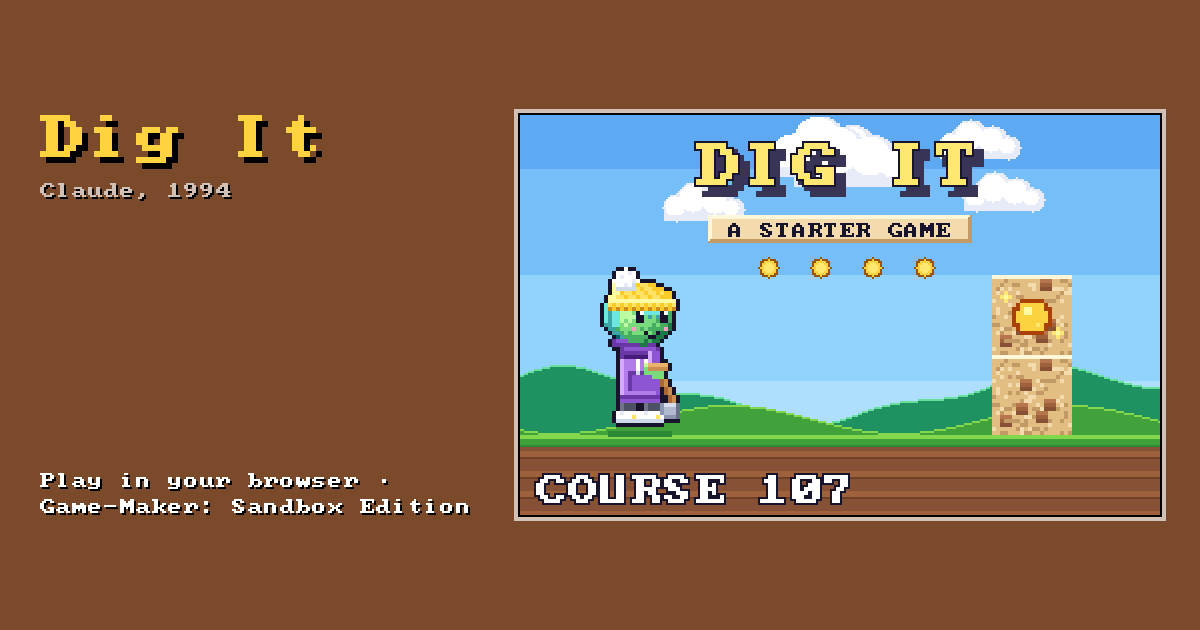 Dig It
Claude, 1994
Play in your browser ·
Game-Maker: Sandbox Edition
DIG IT
A STARTER GAME
COURSE 107